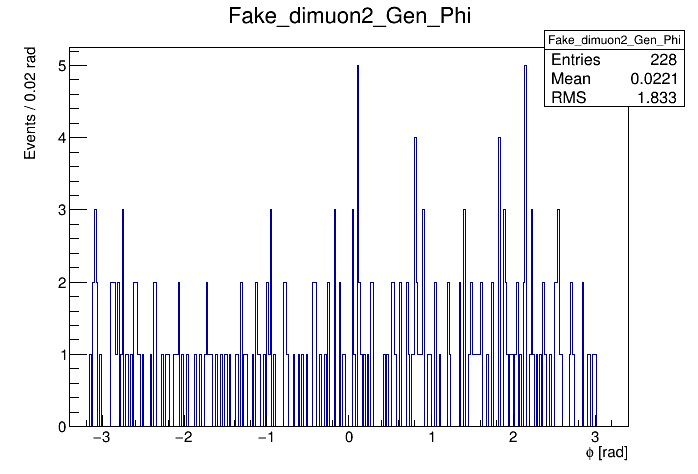 Fake_dimuon2_Gen_Phi
Fake_dimuon2_Gen_Phi
Entries 228
Mean 0.0221
RMS 1.833
Events / 0.02 rad
5
4
3
2
1
0
−3 −2 −1 0 1 2 3
ϕ [rad]